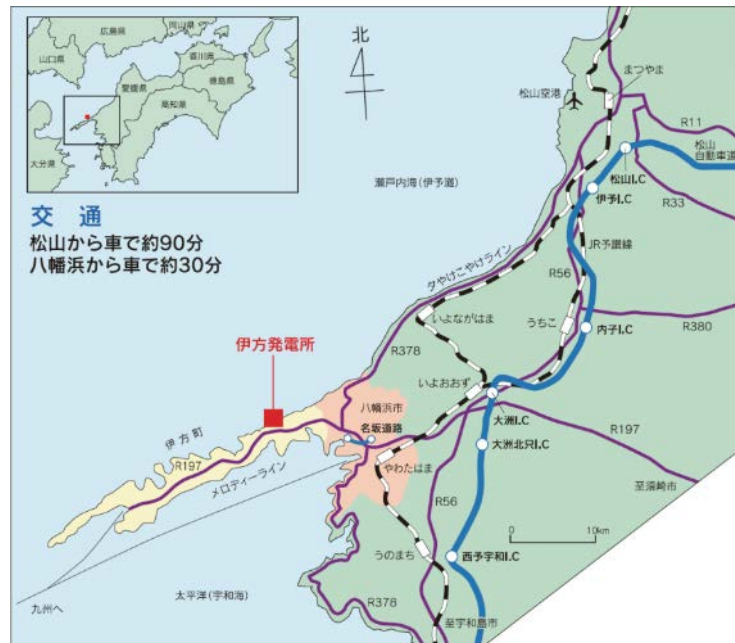 広島県
岡山県
山口県
香川県
愛媛県
徳島県
高知県
大分県
北
まつやま
松山空港
R11
松山
自動車道
松山I.C
伊予I.C
R33
瀬戸内海(伊予灘)
交 通
松山から車で約90分
八幡浜から車で約30分
JR予讃線
夕やけこやけライン
R56
うちこ
いよながはま
内子I.C
R380
R378
伊方発電所
いよおおず
八幡浜市
大洲I.C
名坂道路
伊方町
R197
大洲北只I.C
R197
やわたはま
メロディーライン
至須崎市
R56
0
10km
うのまち
西予宇和I.C
九州へ
太平洋(宇和海)
R378
至宇和島市